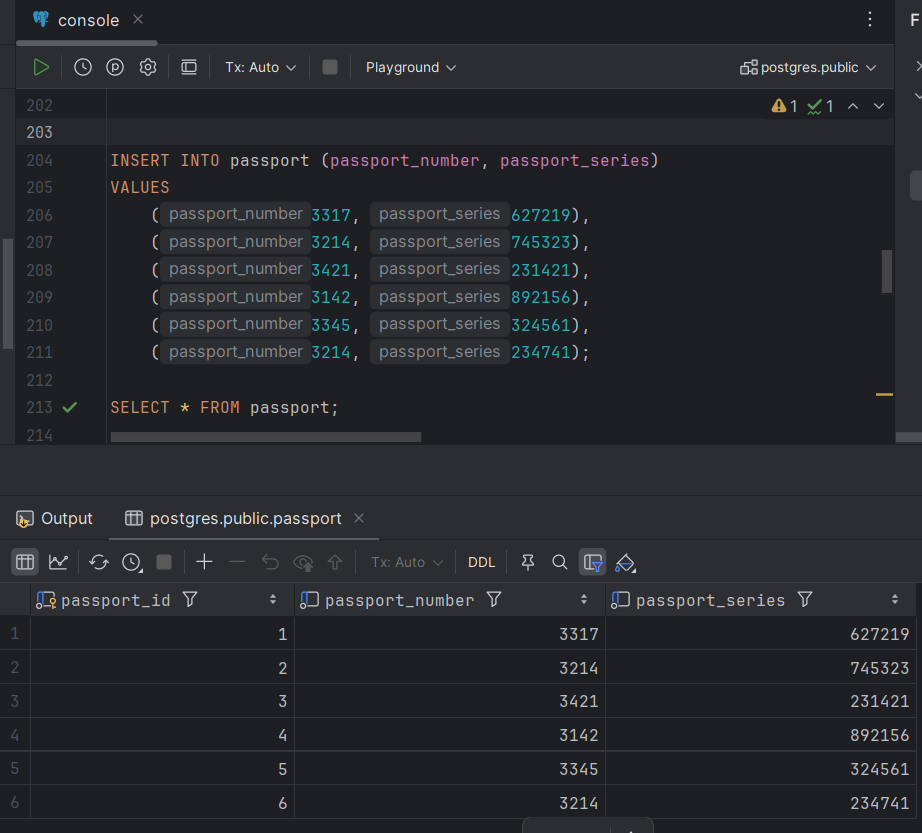 console
F
Tx: Auto Playground postgres.public
202 1 1
203
204 INSERT INTO passport (passport_number, passport_series)
205 VALUES
206 ( passport_number 3317, passport_series 627219),
207 ( passport_number 3214, passport_series 745323),
208 ( passport_number 3421, passport_series 231421),
209 ( passport_number 3142, passport_series 892156),
210 ( passport_number 3345, passport_series 324561),
211 ( passport_number 3214, passport_series 234741);
212
213 SELECT * FROM passport;
214
Output postgres.public.passport
Tx: Auto DDL
passport_id passport_number passport_series
1 1 3317 627219
2 2 3214 745323
3 3 3421 231421
4 4 3142 892156
5 5 3345 324561
6 6 3214 234741